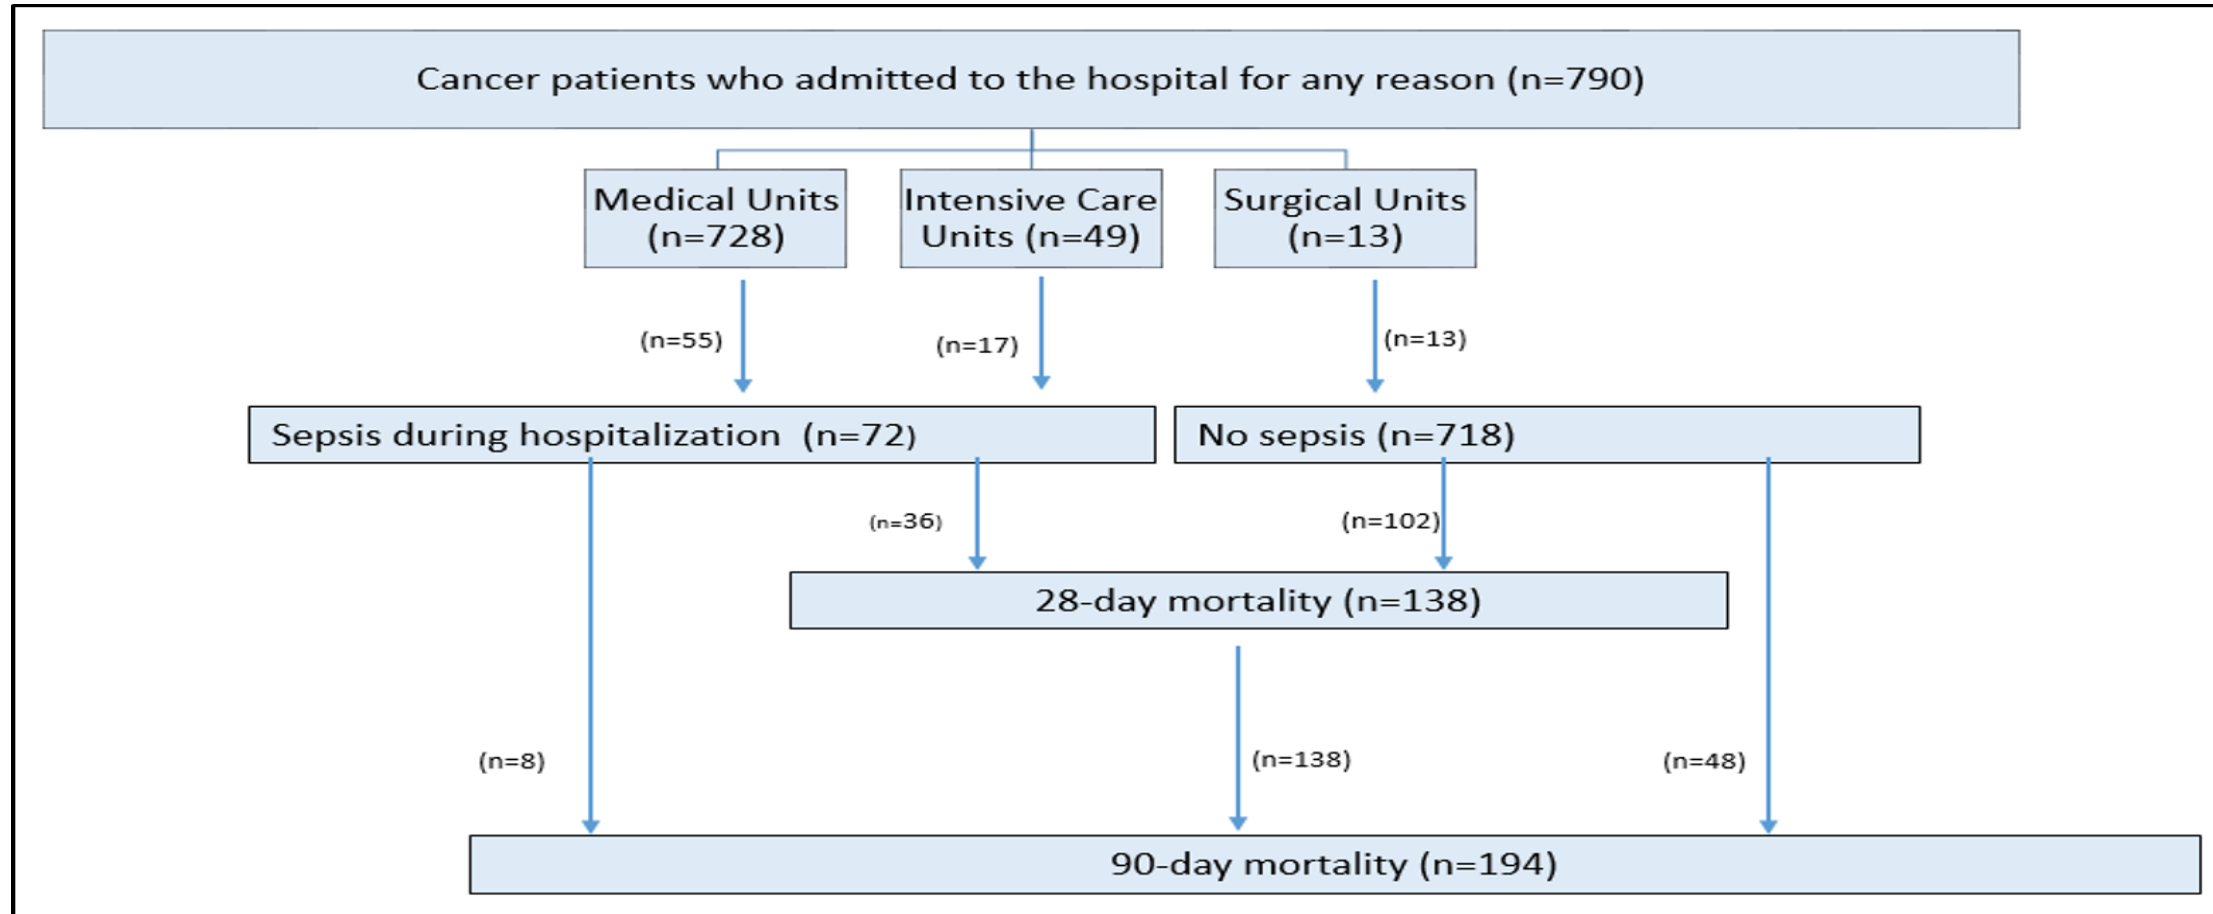 Cancer patients who admitted to the hospital for any reason (n=790)
Medical Units
(n=728)
Intensive Care
Units (n=49)
Surgical Units
(n=13)
(n=55)
(n=17)
(n=13)
Sepsis during hospitalization (n=72)
No sepsis (n=718)
(n=36)
(n=102)
28-day mortality (n=138)
(n=8)
(n=138)
(n=48)
90-day mortality (n=194)